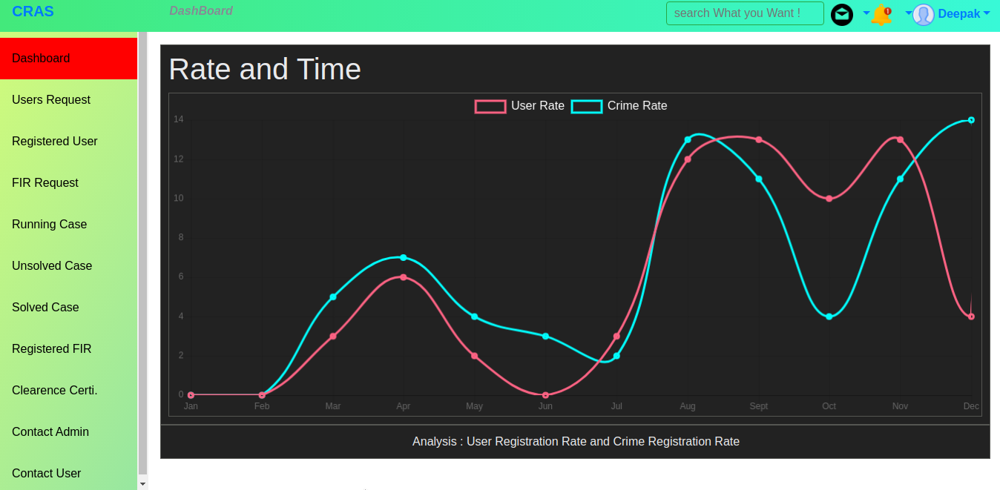 CRAS
DashBoard
search What you Want !
1
Deepak
Dashboard
Users Request
Registered User
FIR Request
Running Case
Unsolved Case
Solved Case
Registered FIR
Clearence Certi.
Contact Admin
Contact User
Rate and Time
User Rate Crime Rate
14
12
10
8
6
4
2
0
Jan Feb Mar Apr May Jun Jul Aug Sept Oct Nov Dec
Analysis : User Registration Rate and Crime Registration Rate